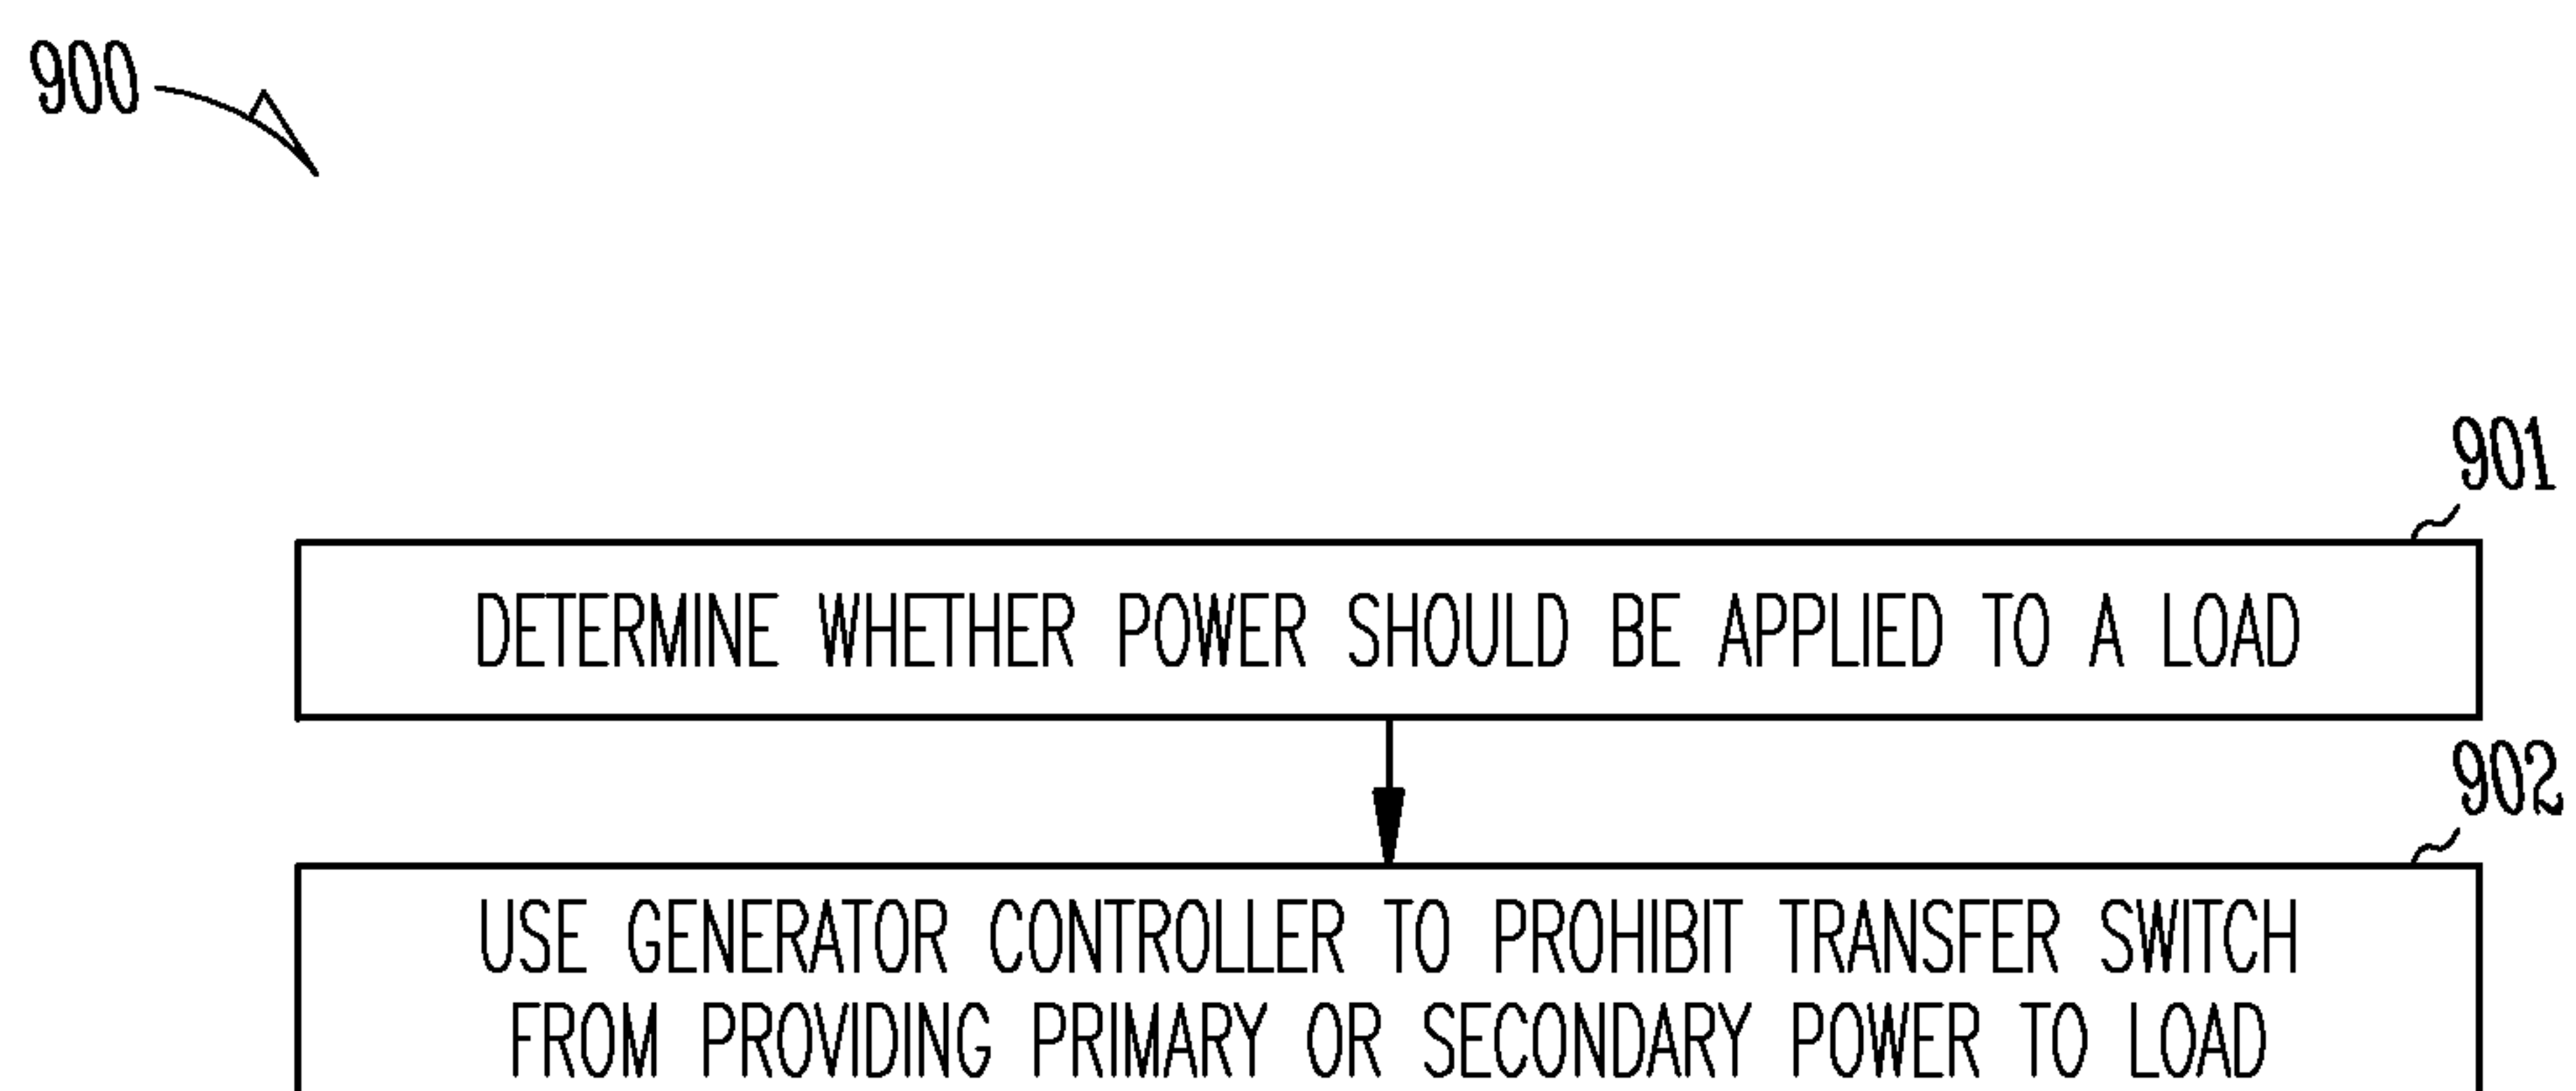 900
901
DETERMINE WHETHER POWER SHOULD BE APPLIED TO A LOAD
902
USE GENERATOR CONTROLLER TO PROHIBIT TRANSFER SWITCH
FROM PROVIDING PRIMARY OR SECONDARY POWER TO LOAD